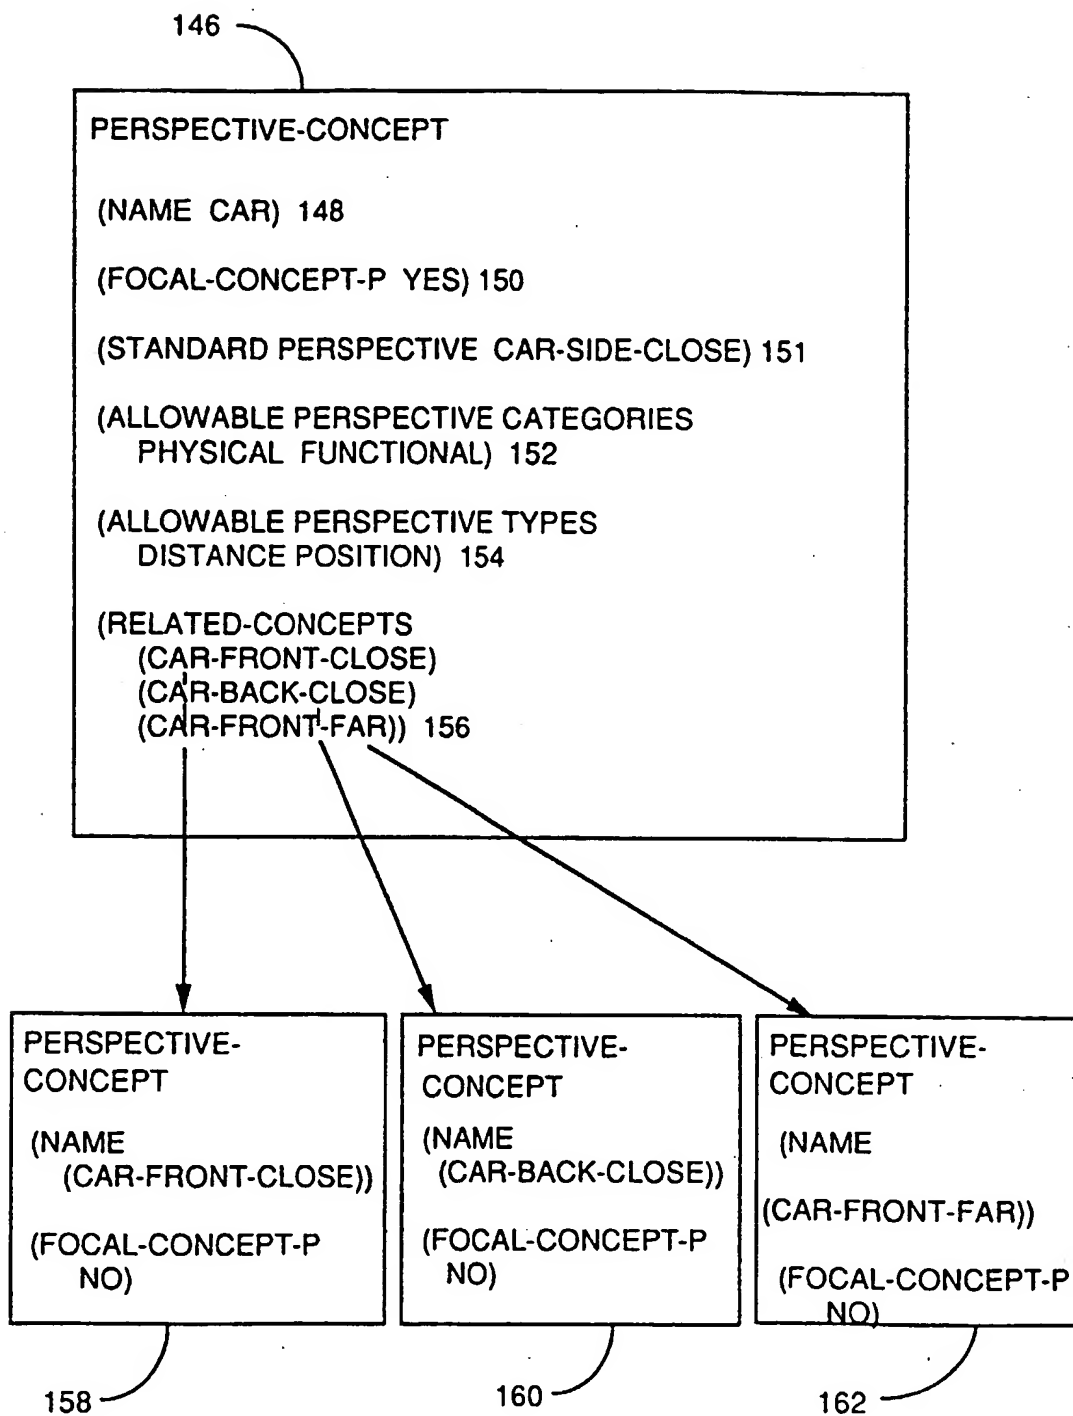 146
PERSPECTIVE-CONCEPT
(NAME CAR) 148
(FOCAL-CONCEPT-P YES) 150
(STANDARD PERSPECTIVE CAR-SIDE-CLOSE) 151
(ALLOWABLE PERSPECTIVE CATEGORIES
PHYSICAL FUNCTIONAL) 152
(ALLOWABLE PERSPECTIVE TYPES
DISTANCE POSITION) 154
(RELATED-CONCEPTS
(CAR-FRONT-CLOSE)
(CAR-BACK-CLOSE)
(CAR-FRONT-FAR)) 156
PERSPECTIVE-
CONCEPT
(NAME
(CAR-FRONT-CLOSE))
(FOCAL-CONCEPT-P
NO)
158
PERSPECTIVE-
CONCEPT
(NAME
(CAR-BACK-CLOSE))
(FOCAL-CONCEPT-P
NO)
160
PERSPECTIVE-
CONCEPT
(NAME
(CAR-FRONT-FAR))
(FOCAL-CONCEPT-P
NO)
162